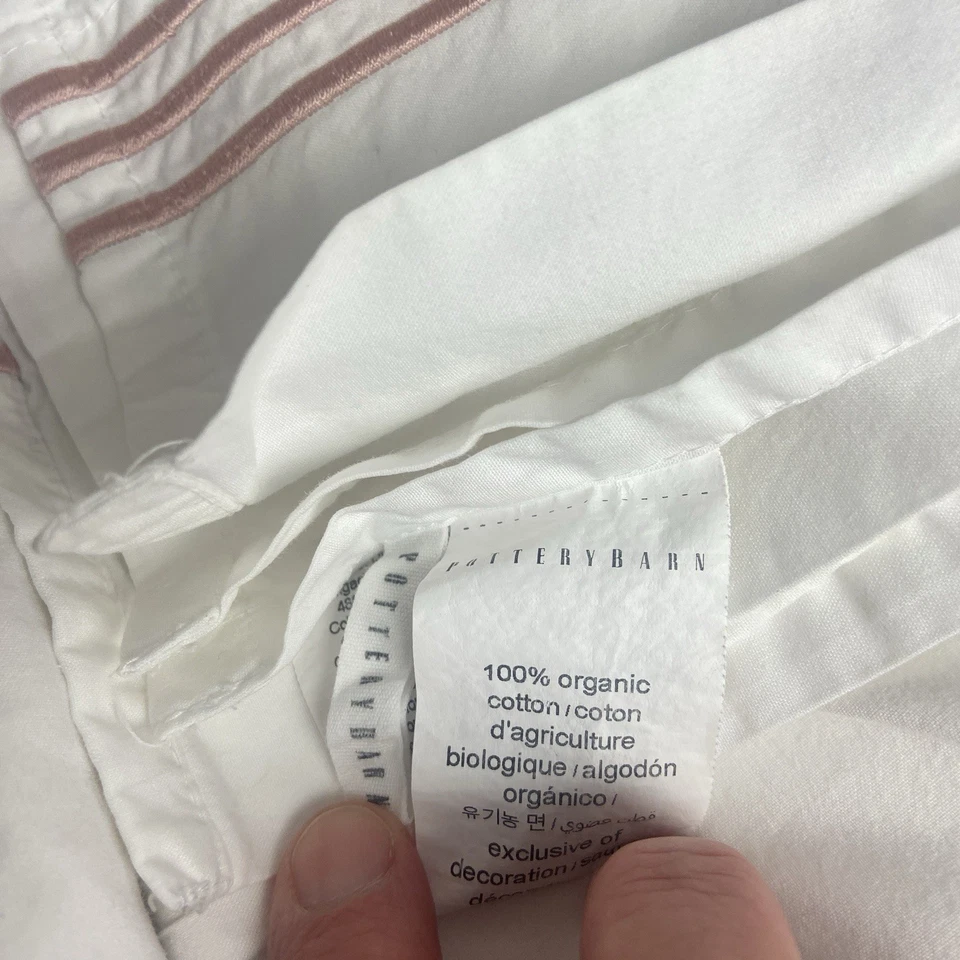 POTTERYBARN
100% organic
cotton / coton
d'agriculture
biologique / algodón
orgánico /
유기농 면 / قطن عضوي
exclusive of
decoration /
POTTERYBARN